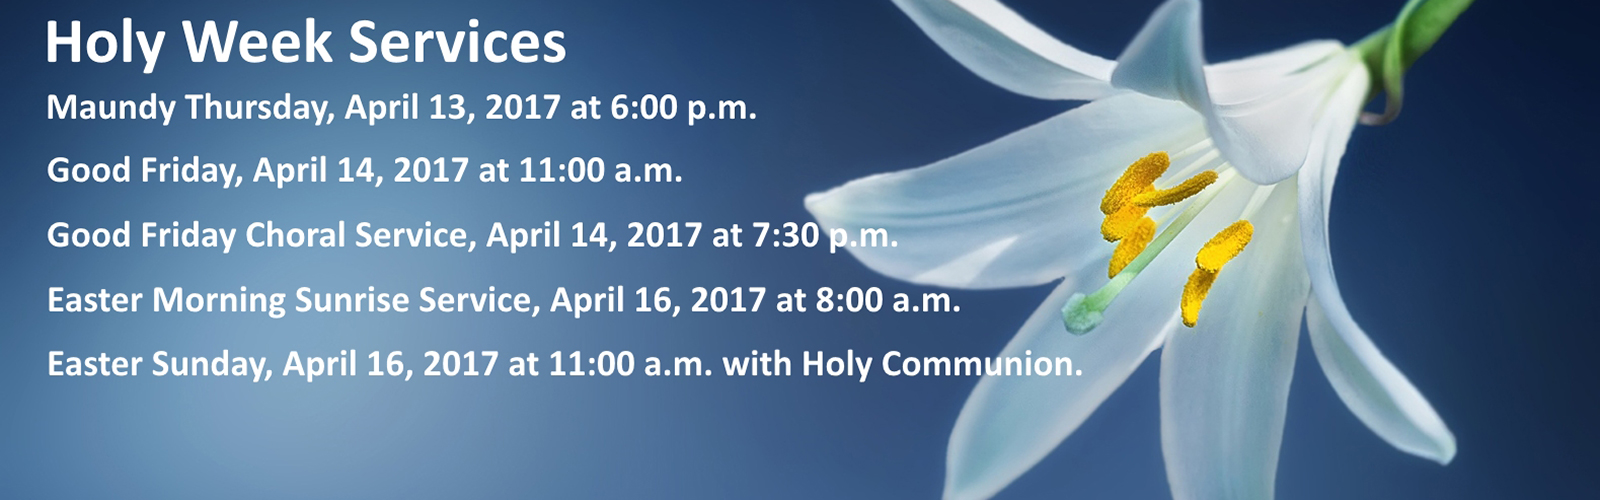 Holy Week Services
Maundy Thursday, April 13, 2017 at 6:00 p.m.
Good Friday, April 14, 2017 at 11:00 a.m.
Good Friday Choral Service, April 14, 2017 at 7:30 p.m.
Easter Morning Sunrise Service, April 16, 2017 at 8:00 a.m.
Easter Sunday, April 16, 2017 at 11:00 a.m. with Holy Communion.